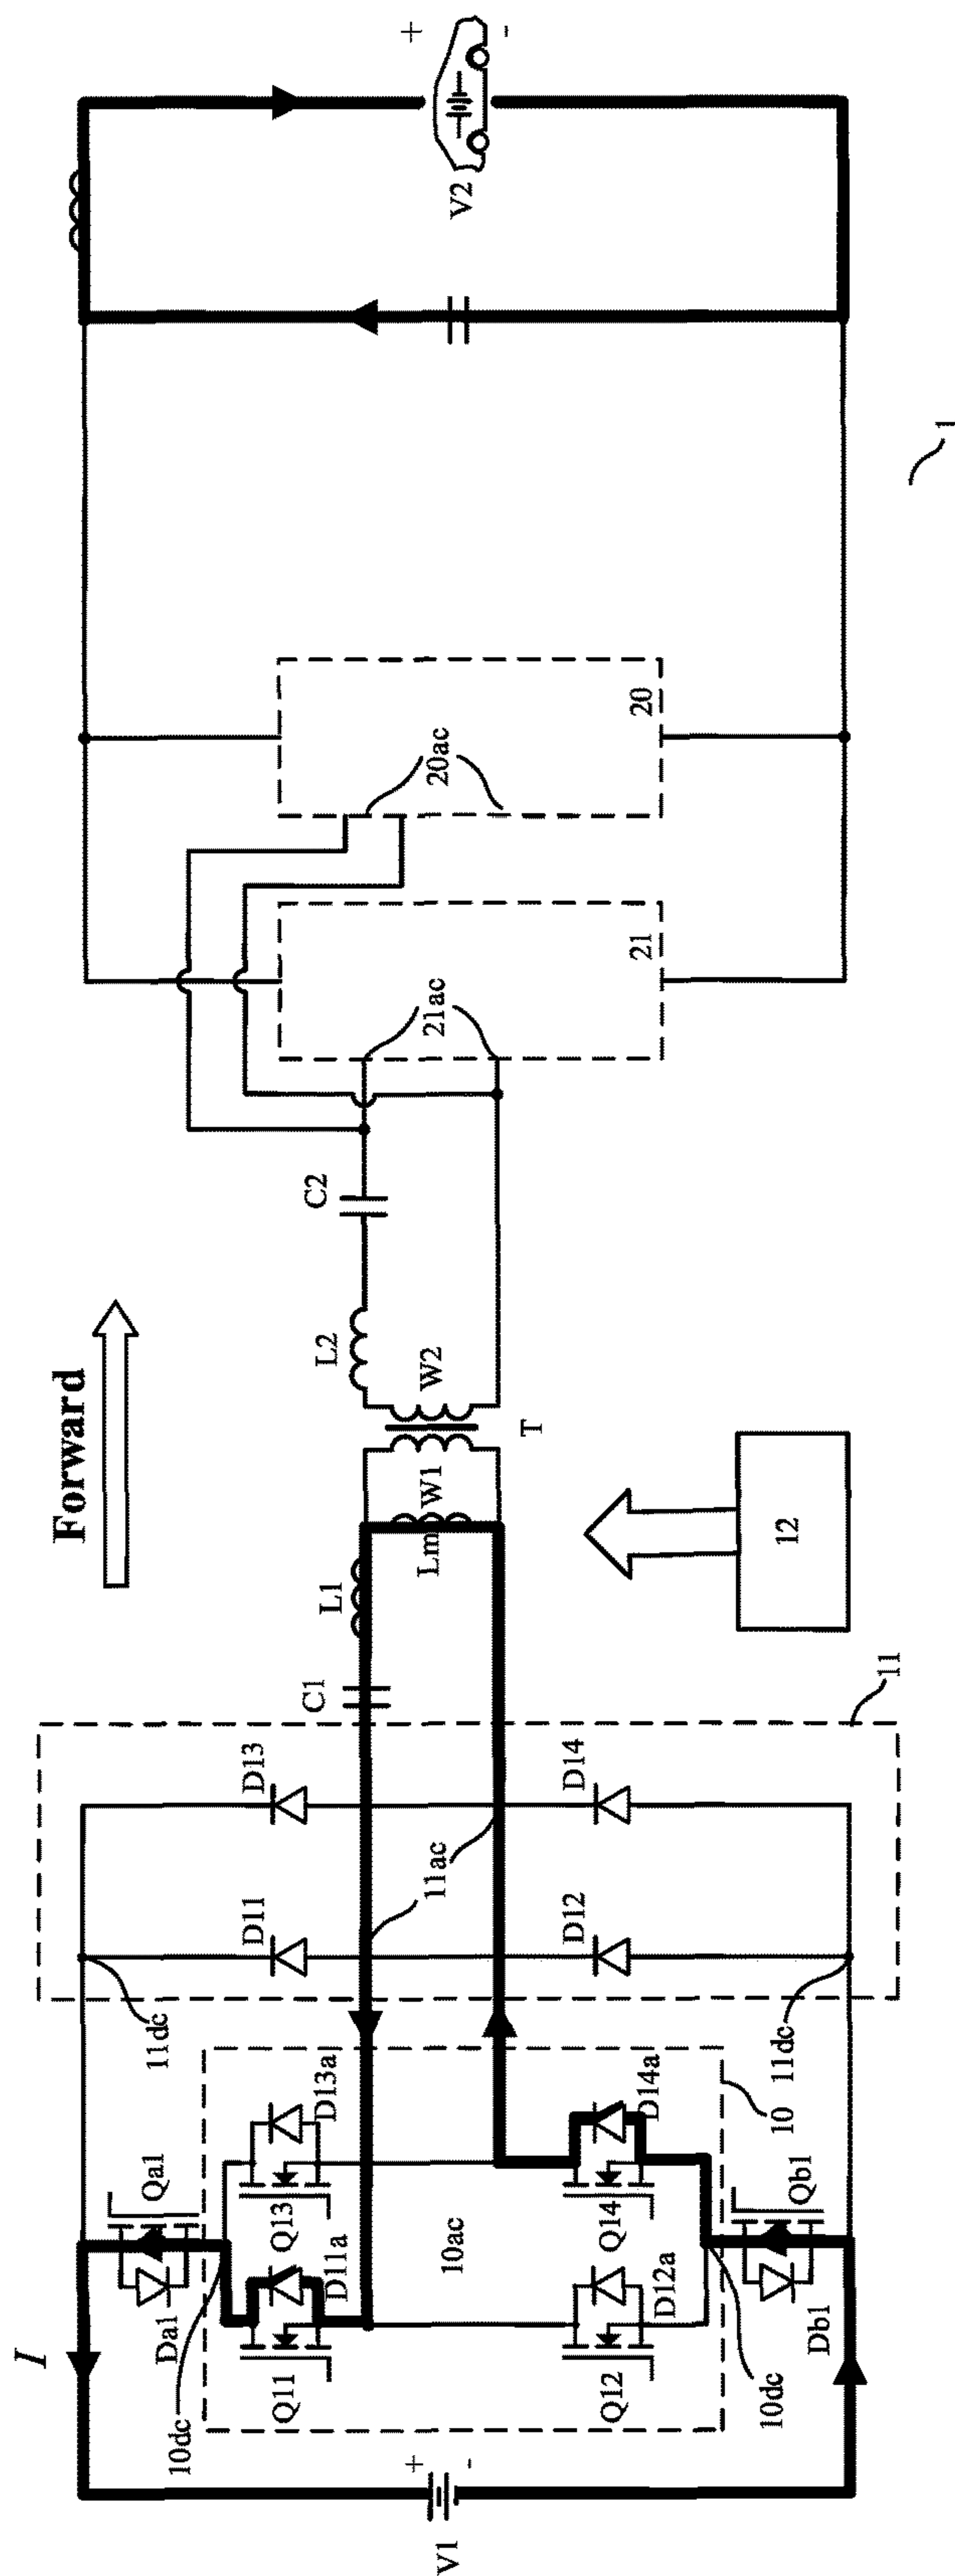 Forward
I
V1
+
-
10dc
Da1
Qa1
Q11
D11a
Q13
D13a
10ac
Q12
D12a
Q14
D14a
10dc
Db1
Qb1
10
11dc
11dc
D11
D13
11ac
D12
D14
11
C1
L1
Lm
W1
W2
T
12
L2
C2
21ac
21
20ac
20
V2
+
-
1